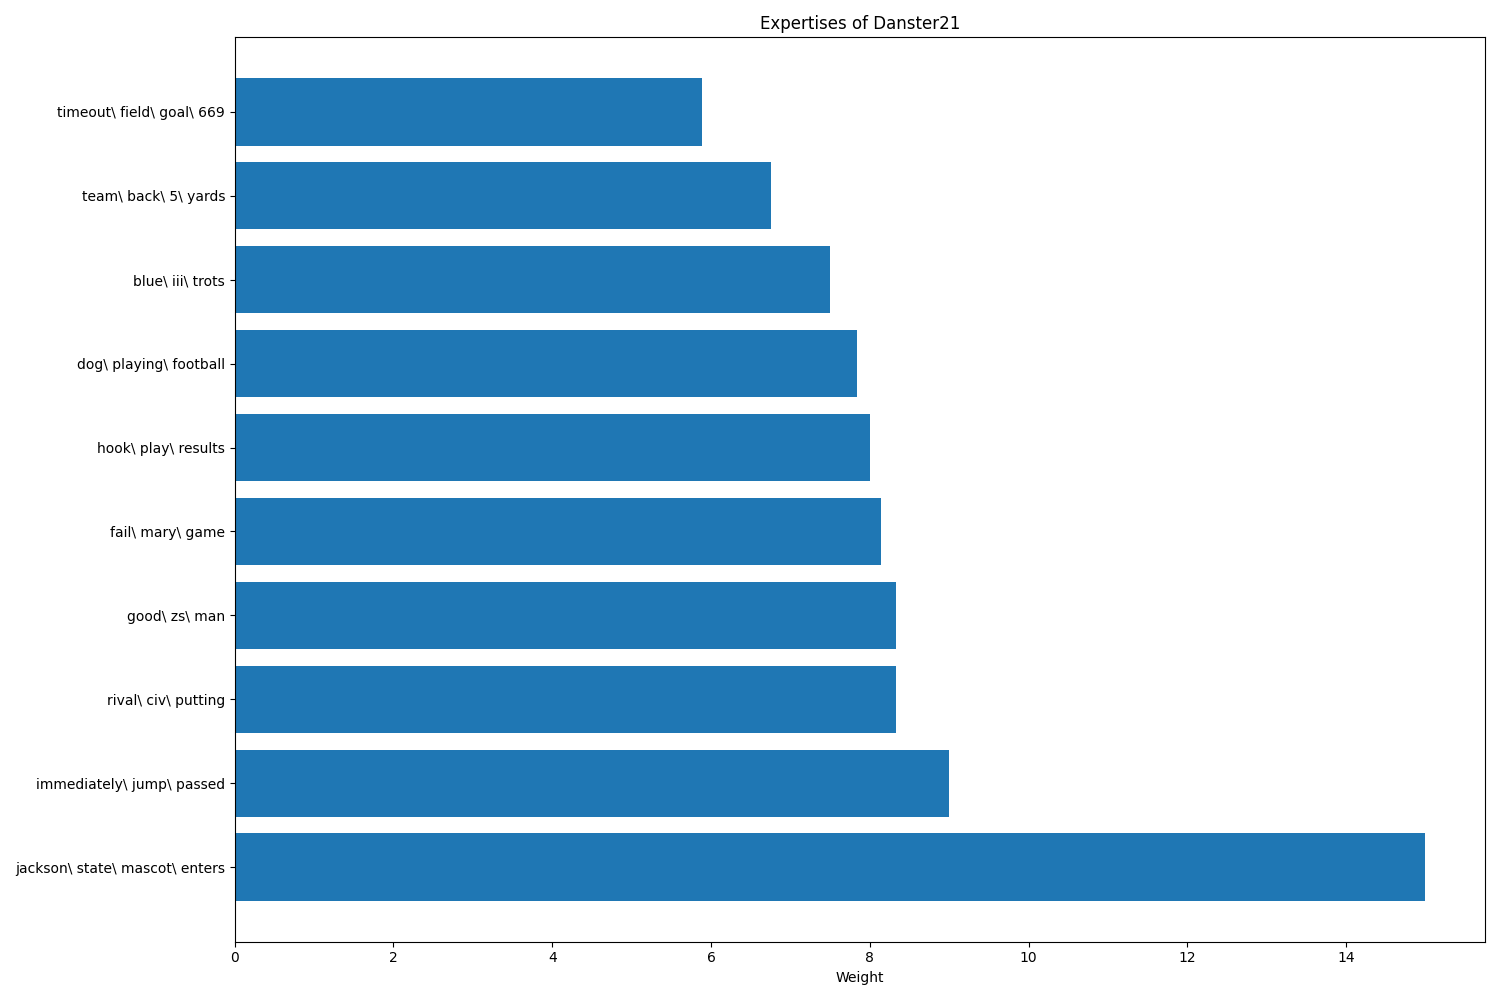 Expertises of Danster21
timeout\ field\ goal\ 669
team\ back\ 5\ yards
blue\ iii\ trots
dog\ playing\ football
hook\ play\ results
fail\ mary\ game
good\ zs\ man
rival\ civ\ putting
immediately\ jump\ passed
jackson\ state\ mascot\ enters
0 2 4 6 8 10 12 14
Weight